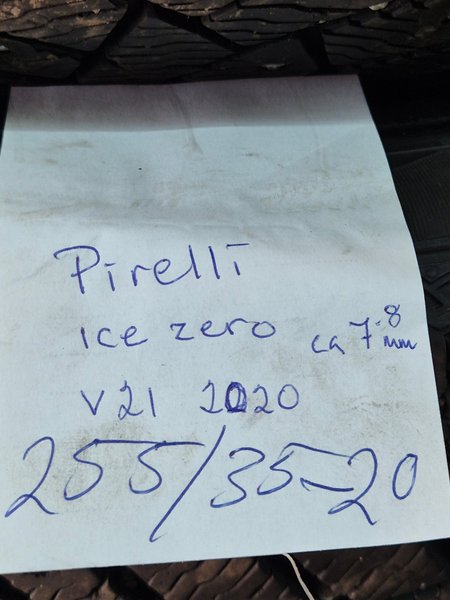 Pirelli
ice zero ca 7-8 mm
v21 2020
255/35-20